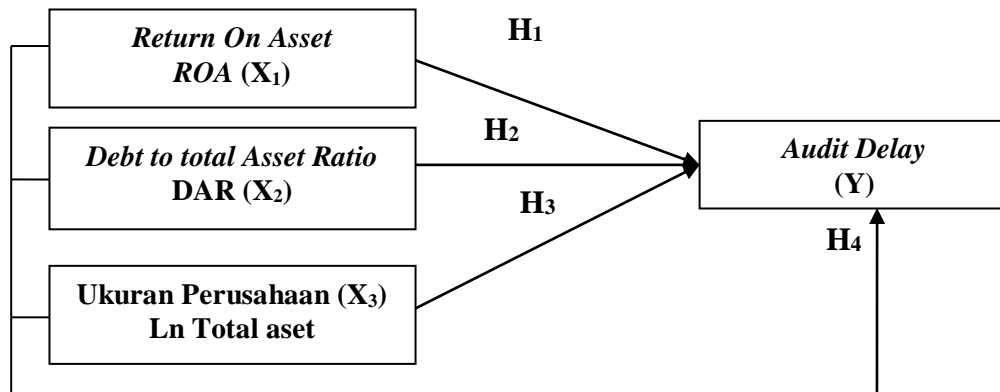 Return On Asset
ROA (X₁)
H₁
Debt to total Asset Ratio
DAR (X₂)
H₂
Ukuran Perusahaan (X₃)
Ln Total aset
H₃
Audit Delay
(Y)
H₄